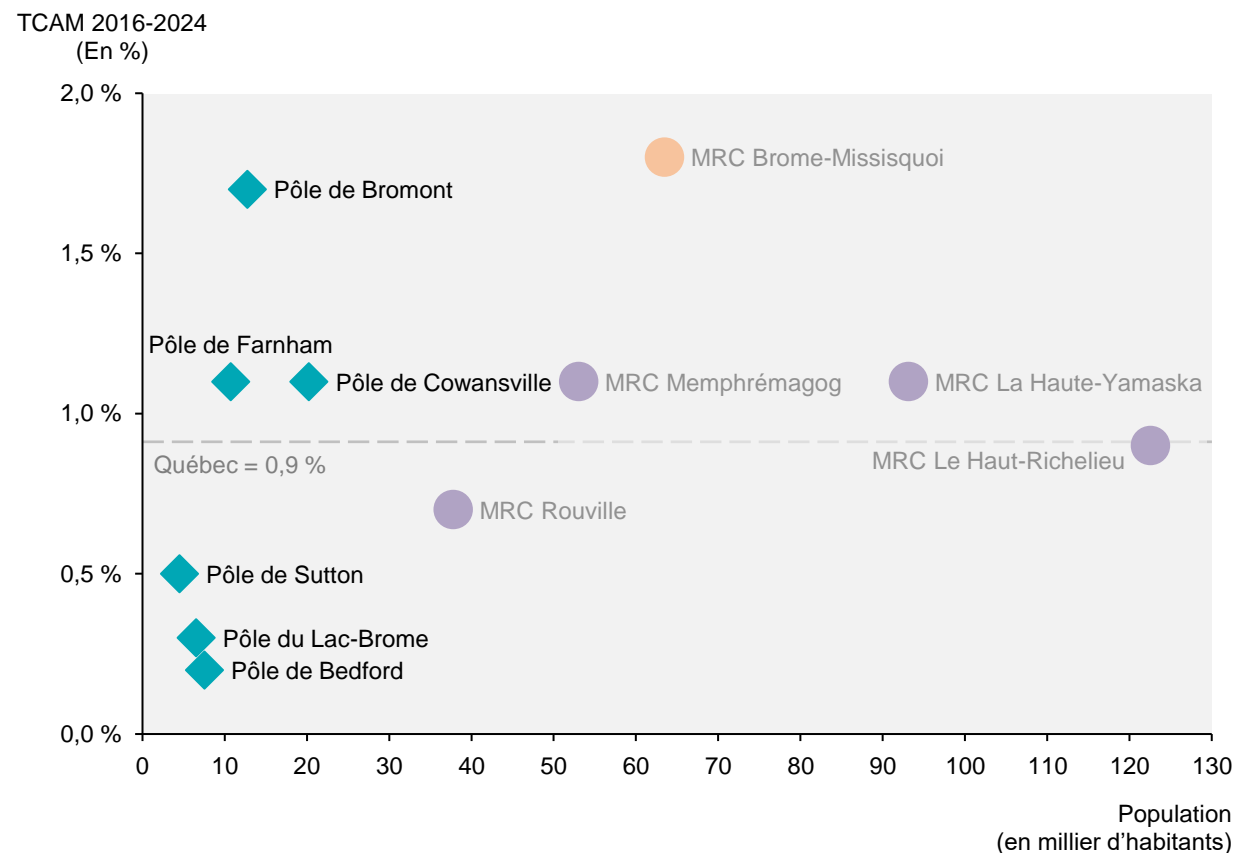 TCAM 2016-2024
(En %)
2,0 %
MRC Brome-Missisquoi
Pôle de Bromont
1,5 %
Pôle de Farnham
Pôle de Cowansville
MRC Memphrémagog
MRC La Haute-Yamaska
1,0 %
Québec = 0,9 %
MRC Le Haut-Richelieu
MRC Rouville
0,5 %
Pôle de Sutton
Pôle du Lac-Brome
Pôle de Bedford
0,0 %
0 10 20 30 40 50 60 70 80 90 100 110 120 130
Population
(en millier d’habitants)